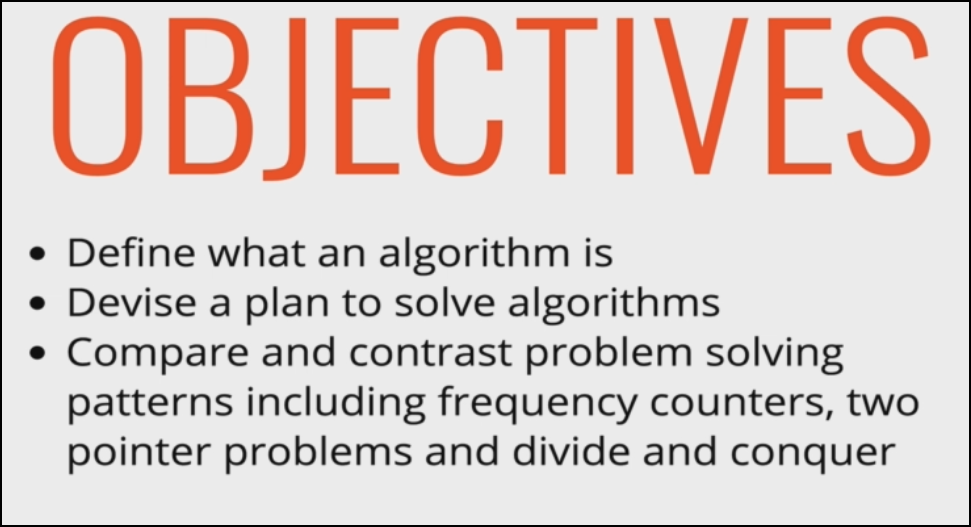 OBJECTIVES
• Define what an algorithm is
• Devise a plan to solve algorithms
• Compare and contrast problem solving
patterns including frequency counters, two
pointer problems and divide and conquer